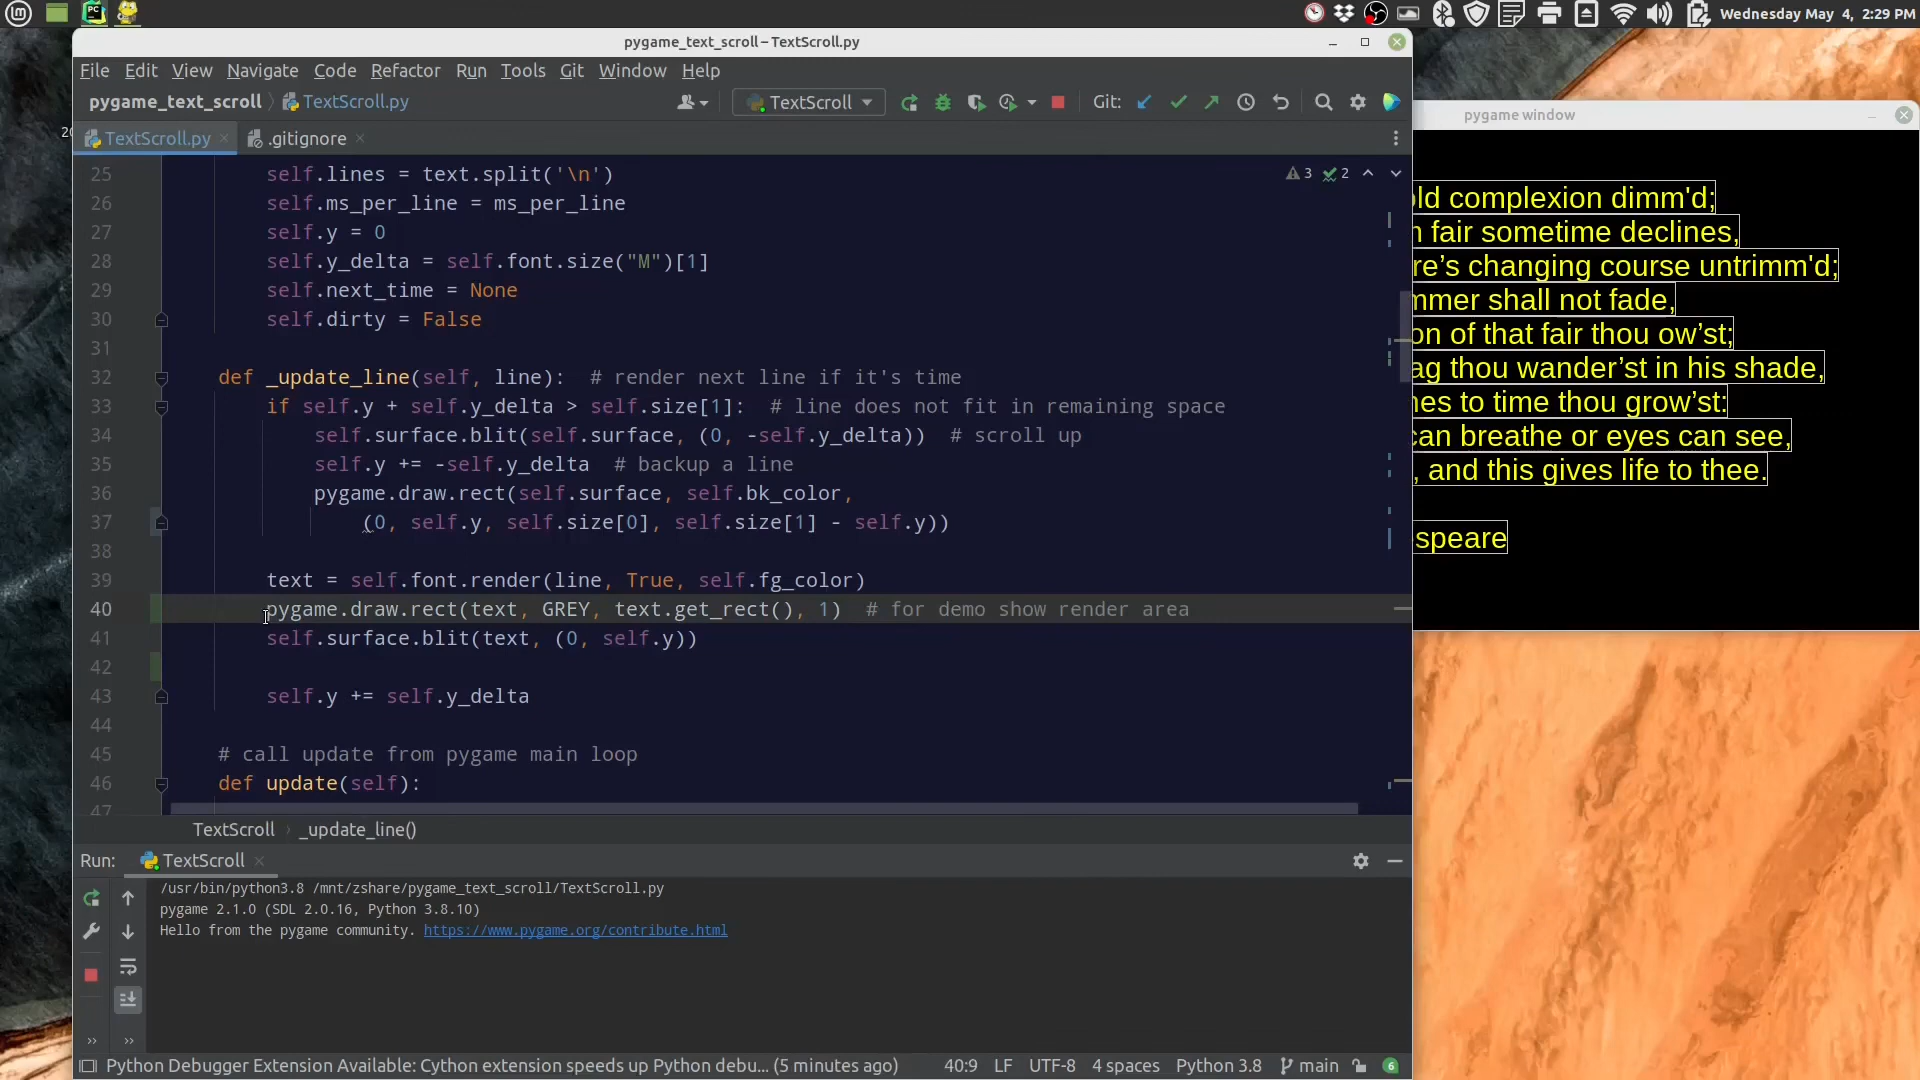 Wednesday May 4, 2:29 PM
pygame_text_scroll – TextScroll.py
File Edit View Navigate Code Refactor Run Tools Git Window Help
pygame_text_scroll TextScroll.py TextScroll Git:
TextScroll.py .gitignore
3 2
25 self.lines = text.split('\n')
26 self.ms_per_line = ms_per_line
27 self.y = 0
28 self.y_delta = self.font.size("M")[1]
29 self.next_time = None
30 self.dirty = False
31
32 def _update_line(self, line): # render next line if it's time
33 if self.y + self.y_delta > self.size[1]: # line does not fit in remaining space
34 self.surface.blit(self.surface, (0, -self.y_delta)) # scroll up
35 self.y += -self.y_delta # backup a line
36 pygame.draw.rect(self.surface, self.bk_color,
37 (0, self.y, self.size[0], self.size[1] - self.y))
38
39 text = self.font.render(line, True, self.fg_color)
40 pygame.draw.rect(text, GREY, text.get_rect(), 1) # for demo show render area
41 self.surface.blit(text, (0, self.y))
42
43 self.y += self.y_delta
44
45 # call update from pygame main loop
46 def update(self):
47
TextScroll _update_line()
Run: TextScroll
/usr/bin/python3.8 /mnt/zshare/pygame_text_scroll/TextScroll.py
pygame 2.1.0 (SDL 2.0.16, Python 3.8.10)
Hello from the pygame community. https://www.pygame.org/contribute.html
Python Debugger Extension Available: Cython extension speeds up Python debu... (5 minutes ago) 40:9 LF UTF-8 4 spaces Python 3.8 main 6
pygame window
old complexion dimm'd;
fair sometime declines,
re's changing course untrimm'd;
mmer shall not fade,
on of that fair thou ow’st;
ag thou wander’st in his shade,
nes to time thou grow’st:
can breathe or eyes can see,
, and this gives life to thee.
speare
20